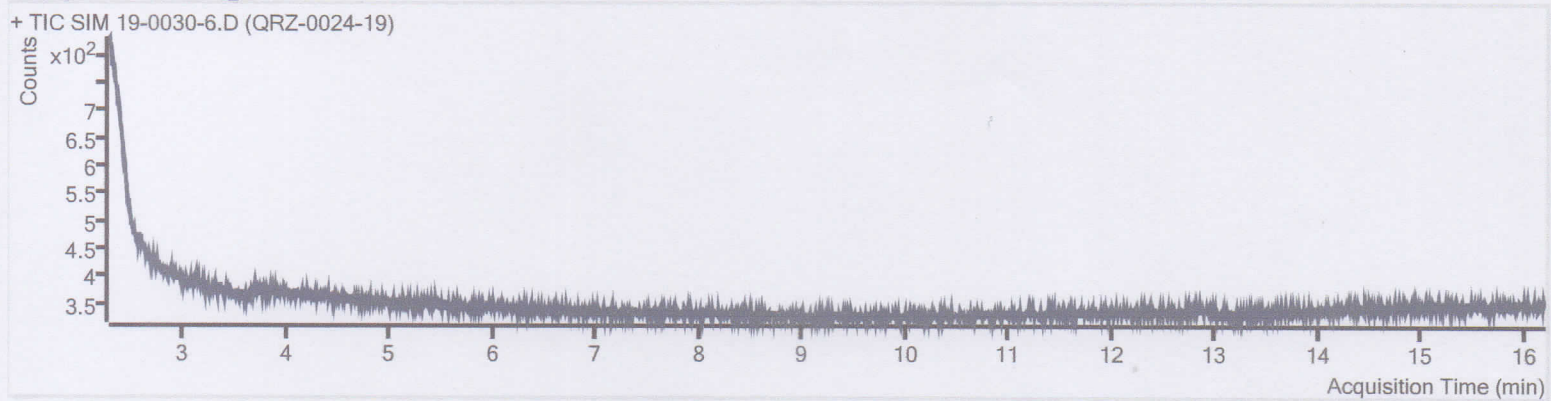 + TIC SIM 19-0030-6.D (QRZ-0024-19)
Counts
x10²
7
6.5
6
5.5
5
4.5
4
3.5
3 4 5 6 7 8 9 10 11 12 13 14 15 16
Acquisition Time (min)